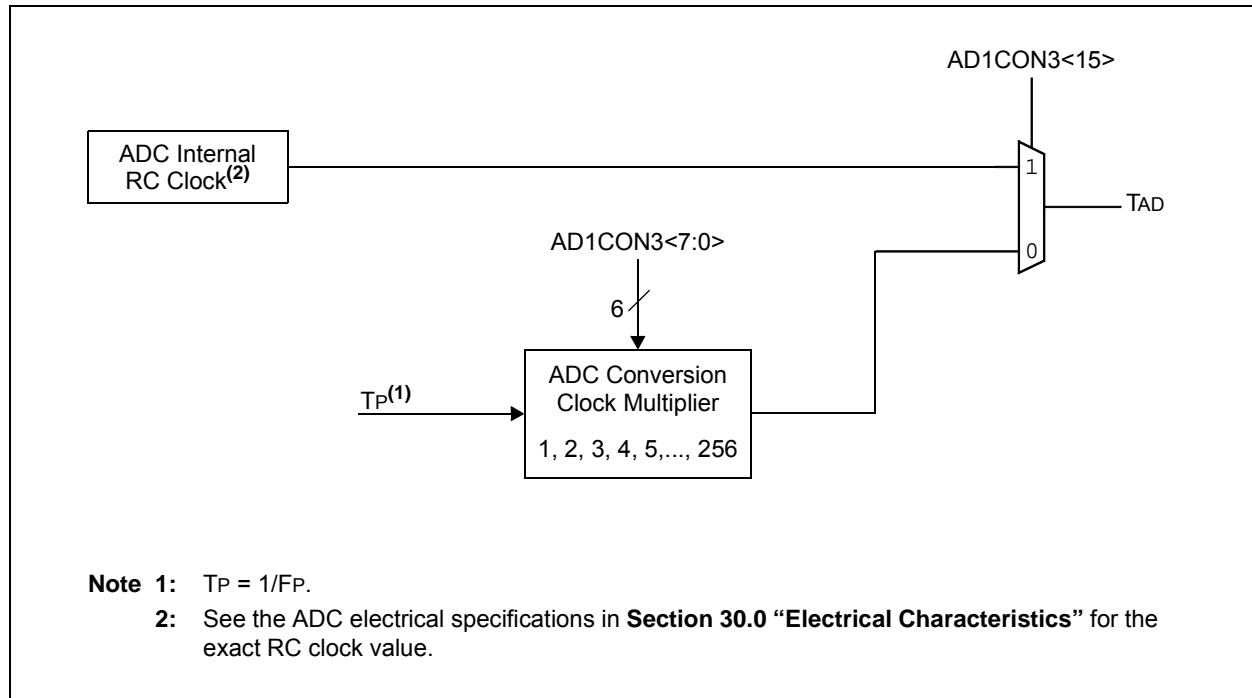 AD1CON3<15>
ADC Internal
RC Clock(2)
1
TAD
AD1CON3<7:0>
0
6
ADC Conversion
Clock Multiplier
TP(1)
1, 2, 3, 4, 5,..., 256
Note 1: TP = 1/FP.
2: See the ADC electrical specifications in Section 30.0 “Electrical Characteristics” for the
exact RC clock value.